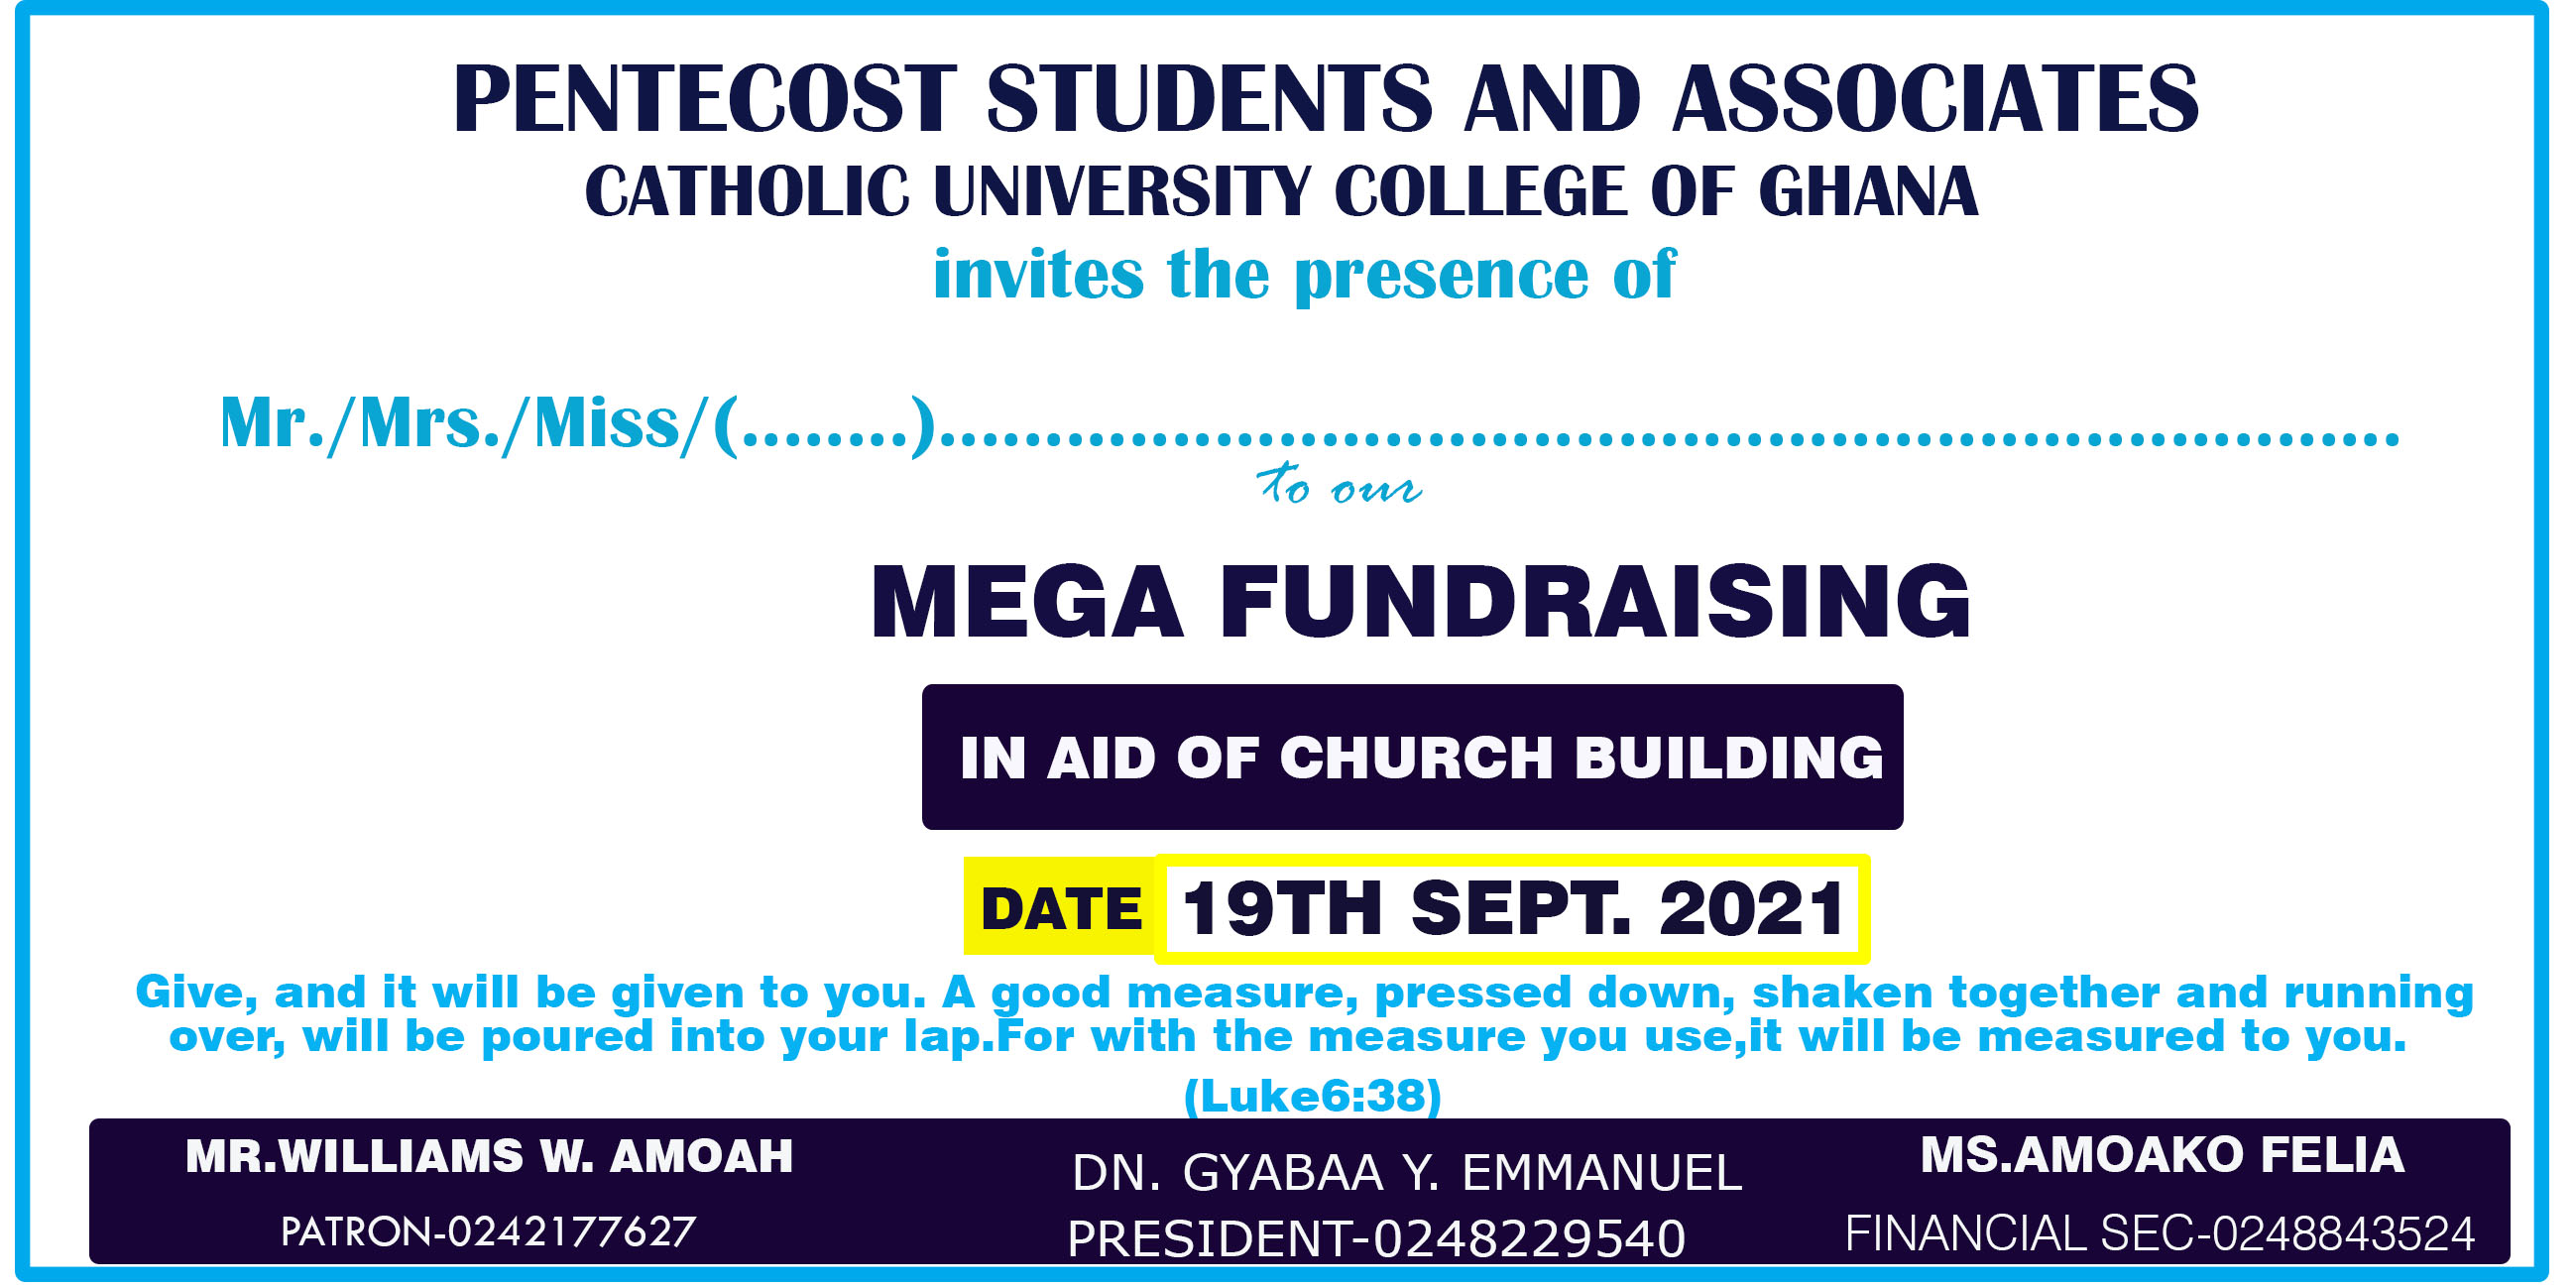 PENTECOST STUDENTS AND ASSOCIATES
CATHOLIC UNIVERSITY COLLEGE OF GHANA
invites the presence of
Mr./Mrs./Miss/(........).....................................................................
to our
MEGA FUNDRAISING
IN AID OF CHURCH BUILDING
DATE 19TH SEPT. 2021
Give, and it will be given to you. A good measure, pressed down, shaken together and running
over, will be poured into your lap.For with the measure you use,it will be measured to you.
(Luke6:38)
MR.WILLIAMS W. AMOAH
PATRON-0242177627
DN. GYABAA Y. EMMANUEL
PRESIDENT-0248229540
MS.AMOAKO FELIA
FINANCIAL SEC-0248843524